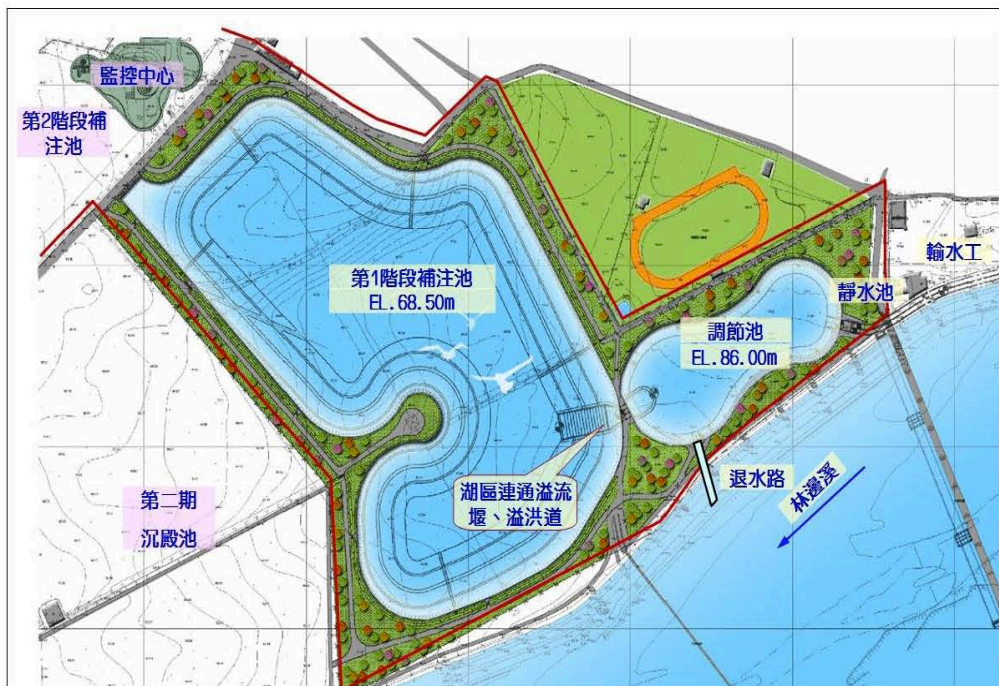 監控中心
第2階段補
注池
第1階段補注池
EL.68.50m
輸水工
靜水池
調節池
EL.86.00m
湖區連通溢流
堰、溢洪道
退水路
林邊溪
第二期
沉殿池